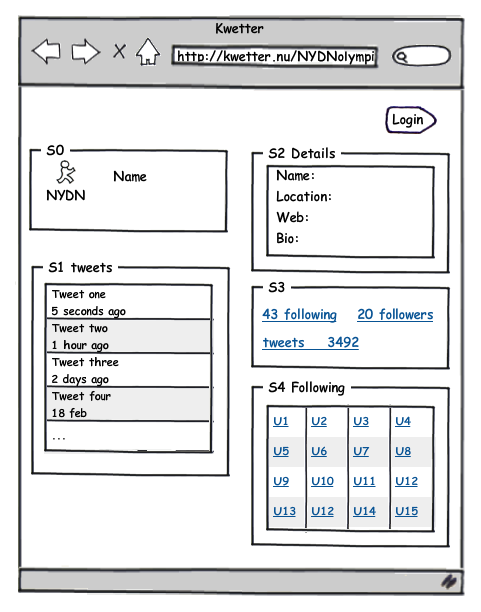 Kwetter
http://kwetter.nu/NYDNolympi
Login
S0
Name
NYDN
S1 tweets
Tweet one
5 seconds ago
Tweet two
1 hour ago
Tweet three
2 days ago
Tweet four
18 feb
...
S2 Details
Name:
Location:
Web:
Bio:
S3
43 following 20 followers
tweets 3492
S4 Following
U1 U2 U3 U4
U5 U6 U7 U8
U9 U10 U11 U12
U13 U12 U14 U15